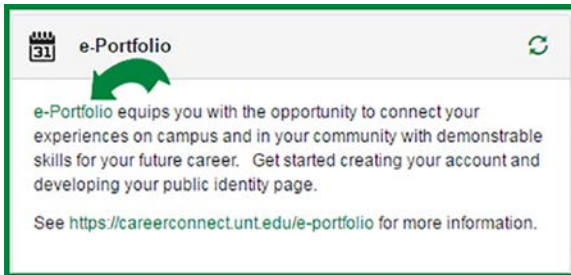 31
e-Portfolio
e-Portfolio equips you with the opportunity to connect your
experiences on campus and in your community with demonstrable
skills for your future career. Get started creating your account and
developing your public identity page.
See https://careerconnect.unt.edu/e-portfolio for more information.